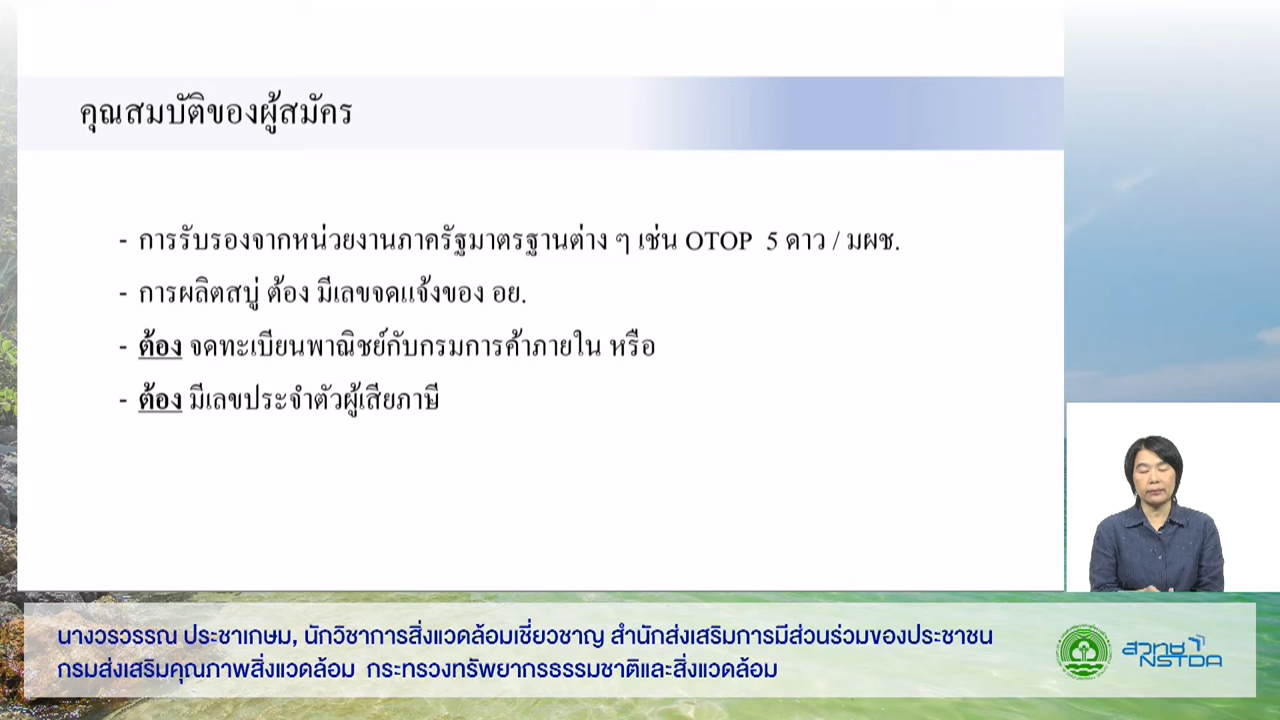 คุณสมบัติของผู้สมัคร
- การรับรองจากหน่วยงานภาครัฐมาตรฐานต่าง ๆ เช่น OTOP 5 ดาว / มผช.
- การผลิตสบู่ ต้อง มีเลขจดแจ้งของ อย.
- ต้อง จดทะเบียนพาณิชย์กับกรมการค้าภายใน หรือ
- ต้อง มีเลขประจำตัวผู้เสียภาษี
นางวรวรรณ ประชาเกษม, นักวิชาการสิ่งแวดล้อมเชี่ยวชาญ สำนักส่งเสริมการมีส่วนร่วมของประชาชน
กรมส่งเสริมคุณภาพสิ่งแวดล้อม กระทรวงทรัพยากรธรรมชาติและสิ่งแวดล้อม
สวทช
NSTDA